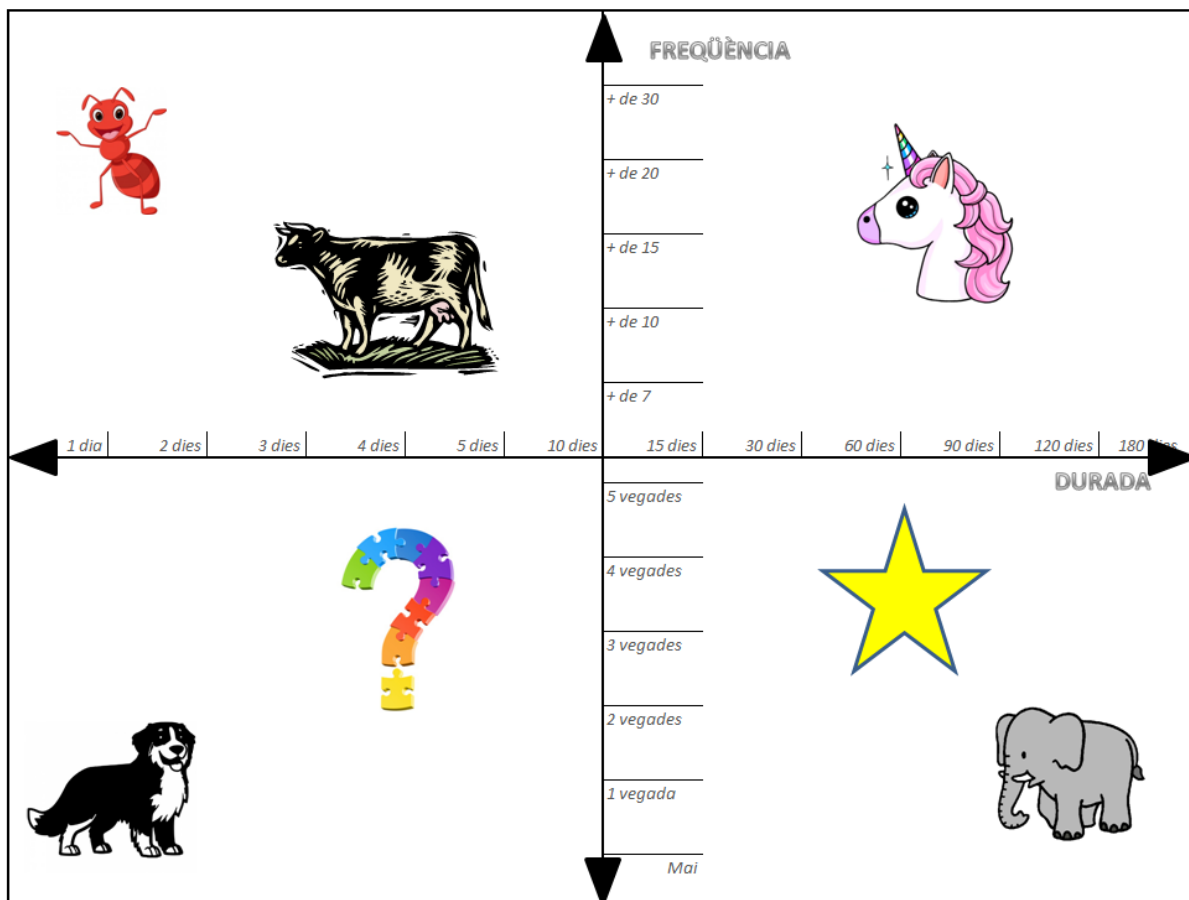 FREQÜÈNCIA
+ de 30
+ de 20
+ de 15
+ de 10
+ de 7
1 dia 2 dies 3 dies 4 dies 5 dies 10 dies 15 dies 30 dies 60 dies 90 dies 120 dies 180 dies
DURADA
5 vegades
4 vegades
3 vegades
2 vegades
1 vegada
Mai